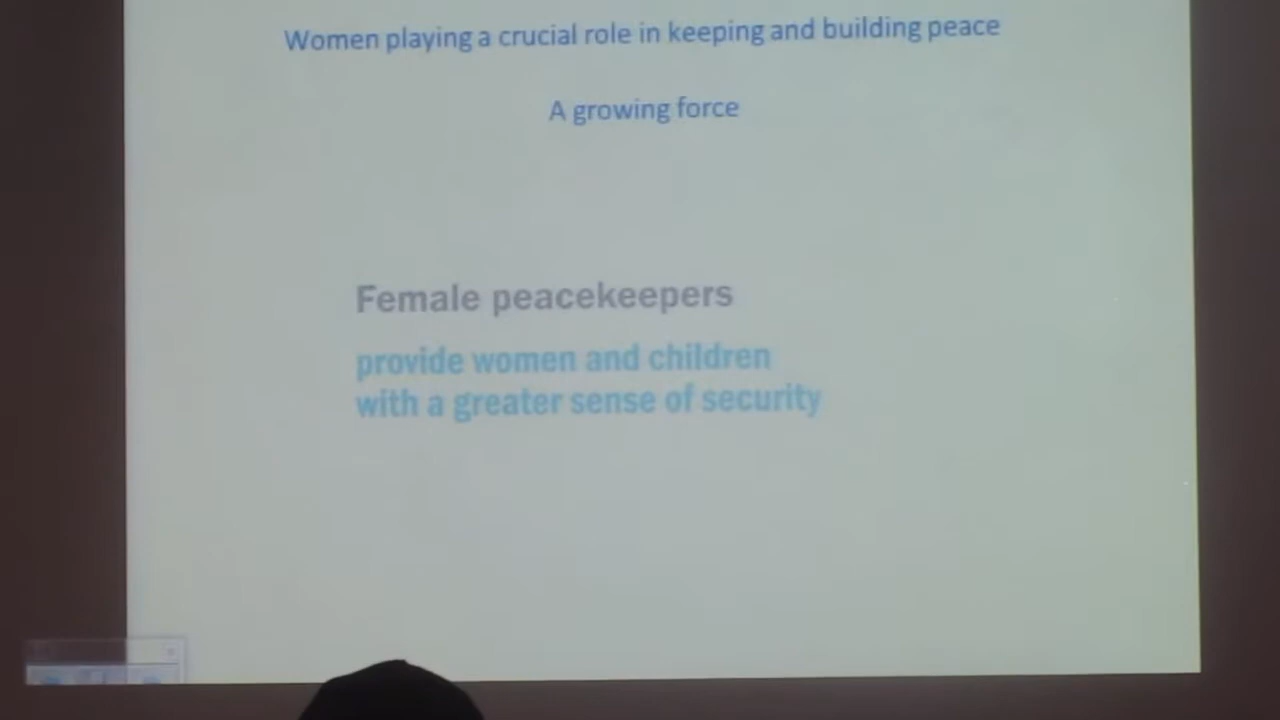 Women playing a crucial role in keeping and building peace
A growing force
Female peacekeepers
provide women and children
with a greater sense of security